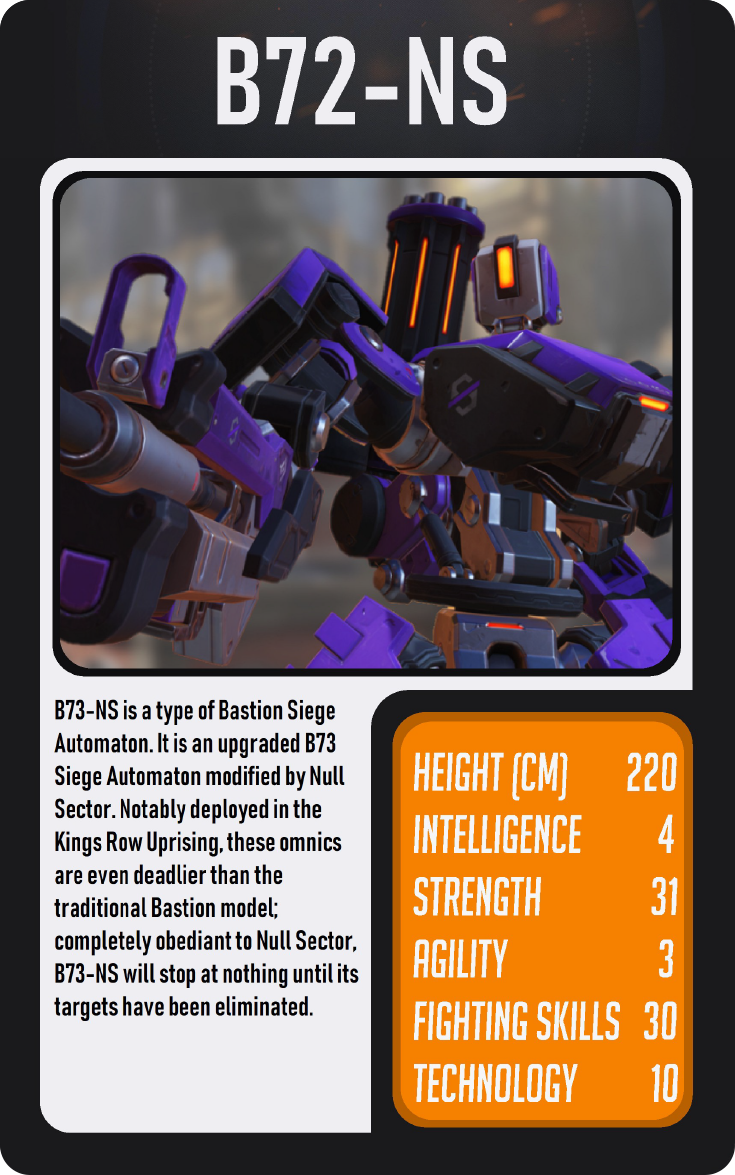 B72-NS
B73-NS is a type of Bastion Siege
Automaton. It is an upgraded B73
Siege Automaton modified by Null
Sector. Notably deployed in the
Kings Row Uprising, these omnics
are even deadlier than the
traditional Bastion model;
completely obediant to Null Sector,
B73-NS will stop at nothing until its
targets have been eliminated.
HEIGHT (CM) 220
INTELLIGENCE 4
STRENGTH 31
AGILITY 3
FIGHTING SKILLS 30
TECHNOLOGY 10